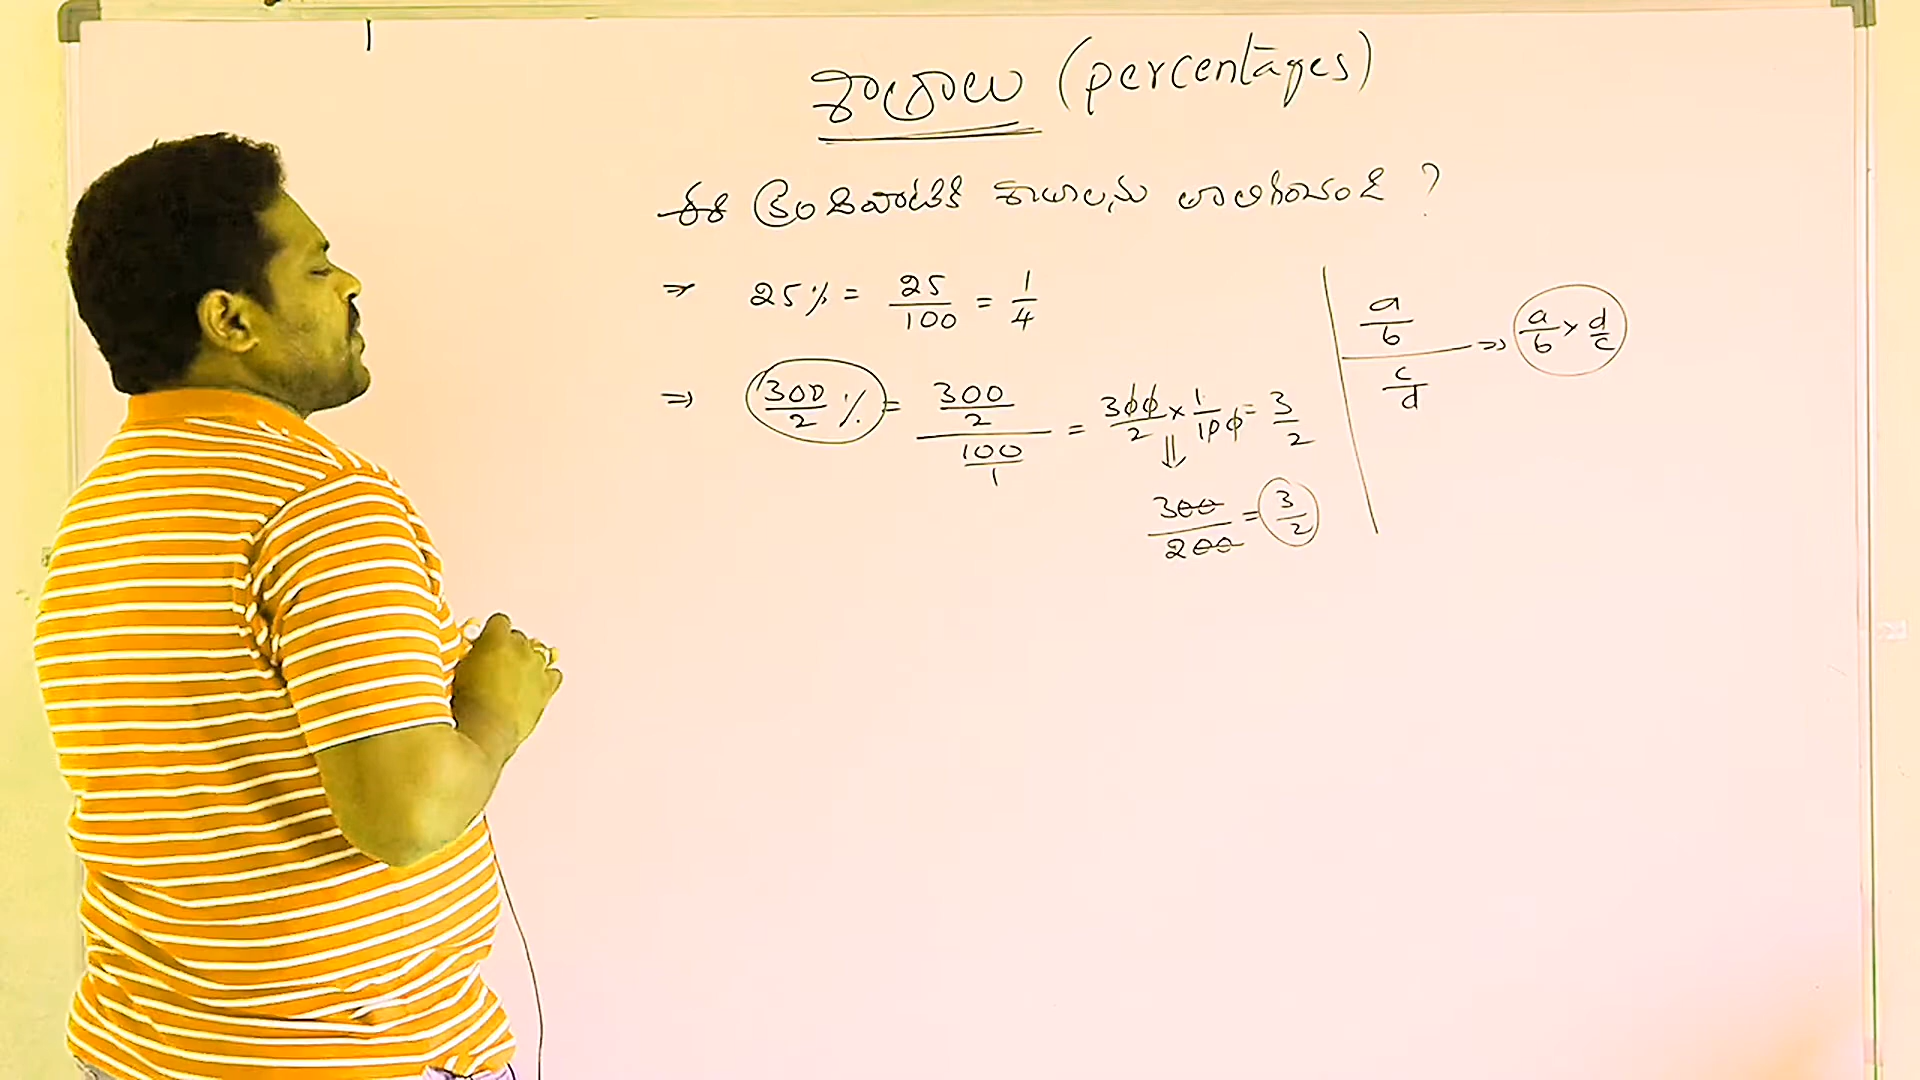 శాతాలు (percentages)
ఈ క్రింది వాటికి శాతాలను ?
⇒ 25% = 25/100 = 1/4
⇒ 300/2 % = (300/2)/(100/1) = 300/2 × 1/100 = 3/2
⇓
300/200 = 3/2
(a/b)/(c/d) ⇒ a/b × d/c